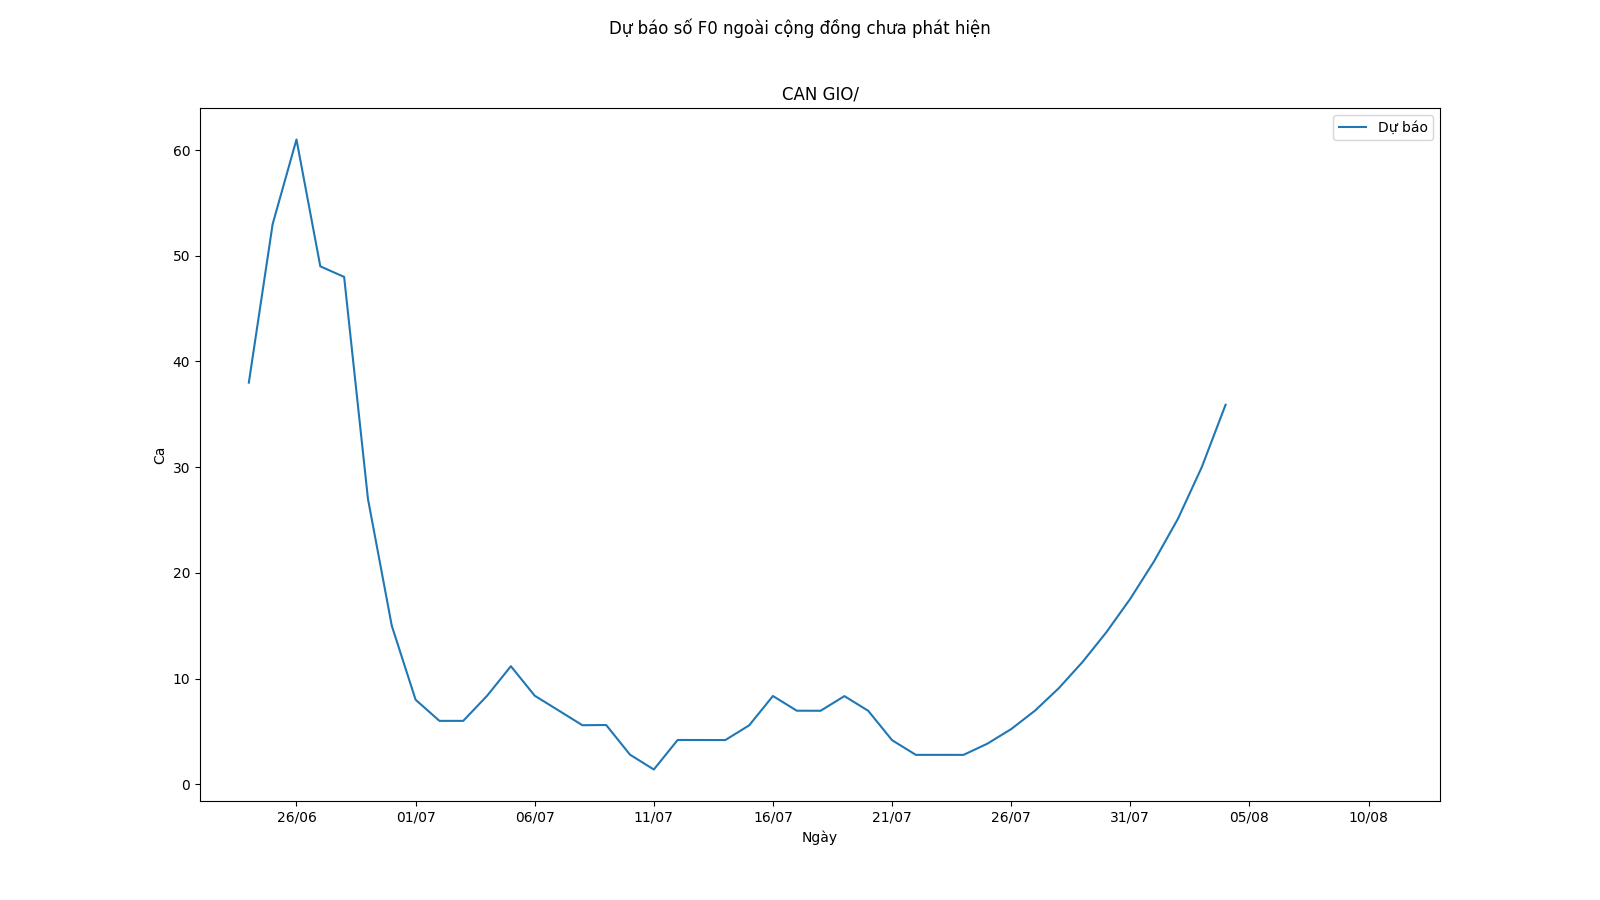 Dự báo số F0 ngoài cộng đồng chưa phát hiện
CAN GIO/
Dự báo
60
50
40
30
20
10
0
Ca
26/06 01/07 06/07 11/07 16/07 21/07 26/07 31/07 05/08 10/08
Ngày